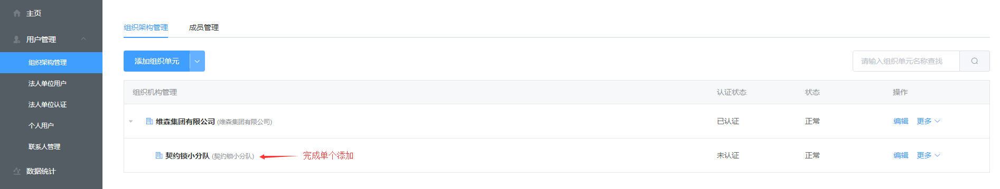 主页
用户管理
组织架构管理
法人单位用户
法人单位认证
个人用户
联系人管理
数据统计
组织架构管理 成员管理
添加组织单元 请输入组织单元名称查找
组织机构管理 认证状态 状态 操作
维森集团有限公司 (维森集团有限公司) 已认证 正常 编辑 更多
契约锁小分队 (契约锁小分队) 完成单个添加 未认证 正常 编辑 更多